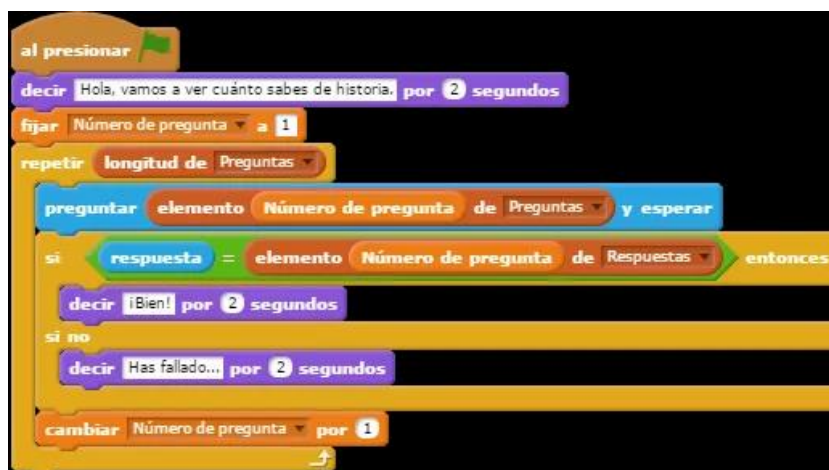 al presionar
decir Hola, vamos a ver cuánto sabes de historia. por 2 segundos
fijar Número de pregunta a 1
repetir longitud de Preguntas
preguntar elemento Número de pregunta de Preguntas y esperar
si respuesta = elemento Número de pregunta de Respuestas entonces
decir ¡Bien! por 2 segundos
si no
decir Has fallado... por 2 segundos
cambiar Número de pregunta por 1